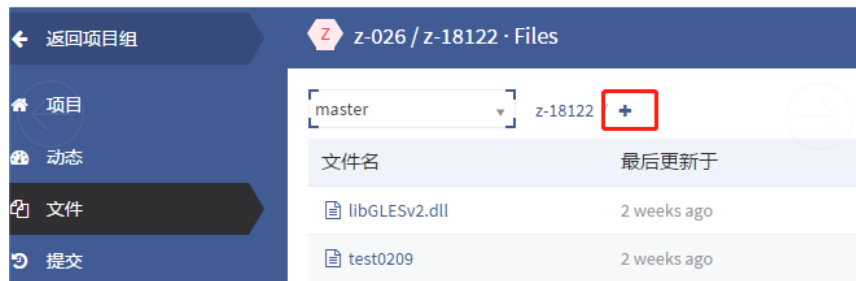 返回项目组
Z z-026 / z-18122 · Files
项目
master z-18122 / +
动态
文件名 最后更新于
文件
libGLESv2.dll 2 weeks ago
提交
test0209 2 weeks ago